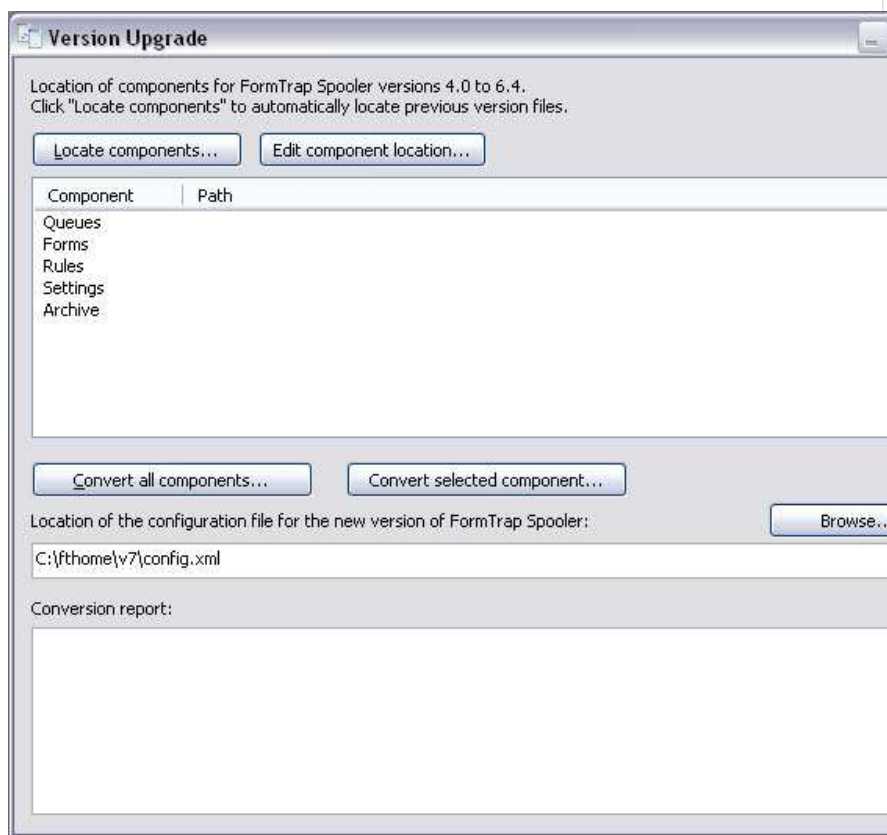 Version Upgrade
Location of components for FormTrap Spooler versions 4.0 to 6.4.
Click "Locate components" to automatically locate previous version files.
Locate components... Edit component location...
Component Path
Queues
Forms
Rules
Settings
Archive
Convert all components... Convert selected component...
Location of the configuration file for the new version of FormTrap Spooler: Browse..
C:\fthome\v7\config.xml
Conversion report: